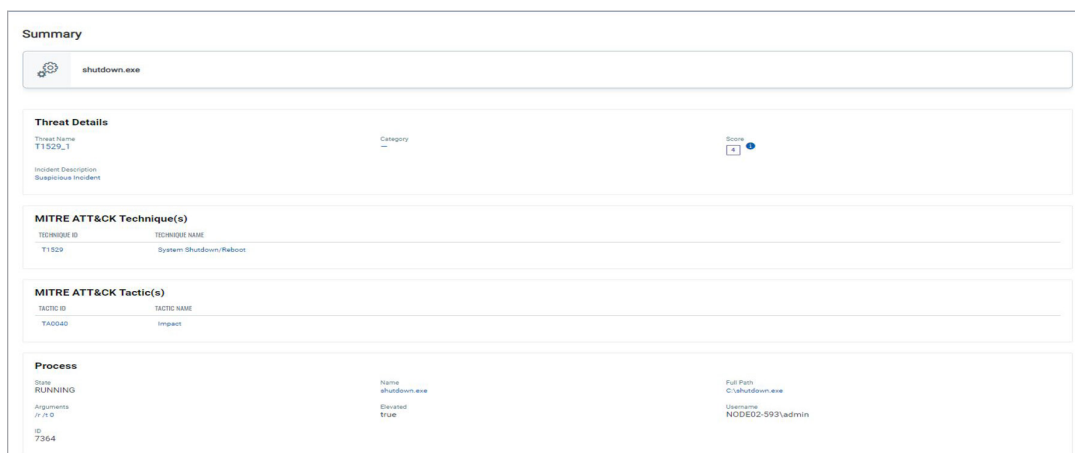 Summary
shutdown.exe
Threat Details
Threat Name Category Score
T1529_1 — 4 i
Incident Description
Suspicious Incident
MITRE ATT&CK Technique(s)
TECHNIQUE ID TECHNIQUE NAME
T1529 System Shutdown/Reboot
MITRE ATT&CK Tactic(s)
TACTIC ID TACTIC NAME
TA0040 Impact
Process
State Name Full Path
RUNNING shutdown.exe C:\shutdown.exe
Arguments Elevated Username
/r /t 0 true NODE02-593\admin
ID
7364